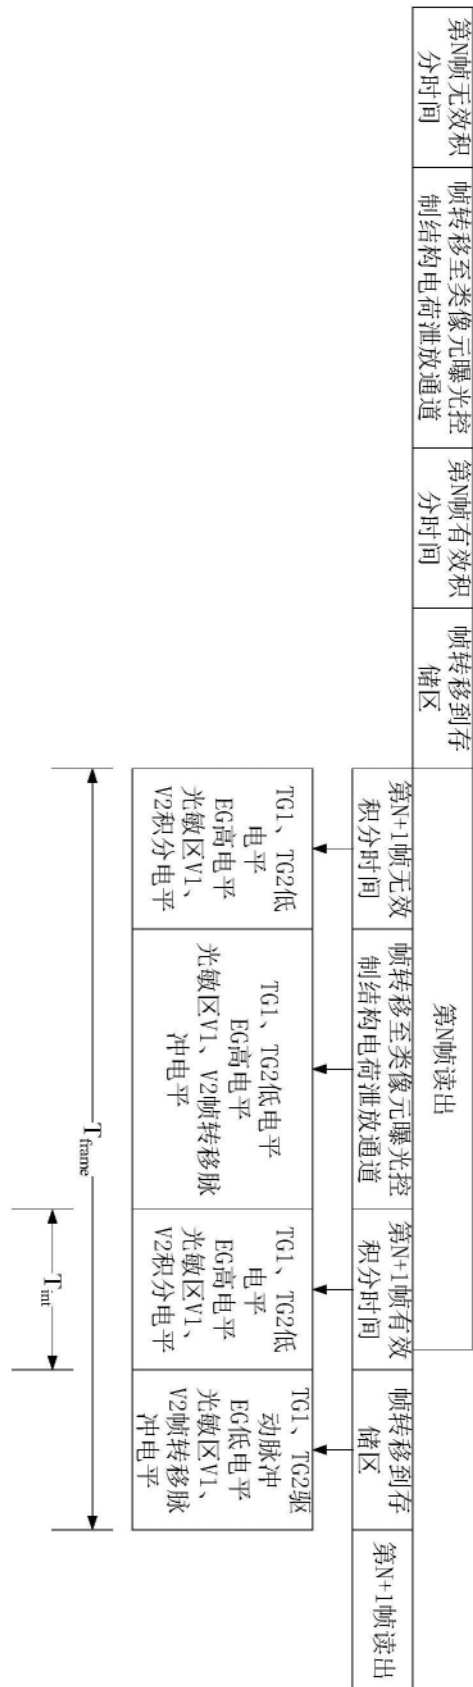 第N帧无效积
分时间
帧转移至类像元曝光控
制结构电荷泄放通道
第N帧有效积
分时间
帧转移到存
储区
第N帧读出
第N+1帧无效
积分时间
帧转移至类像元曝光控
制结构电荷泄放通道
第N+1帧有效
积分时间
帧转移到存
储区
第N+1帧读出
TG1、TG2低
电平
EG高电平
光敏区V1、
V2积分电平
TG1、TG2低电平
EG高电平
光敏区V1、V2帧转移脉
冲电平
TG1、TG2低
电平
EG高电平
光敏区V1、
V2积分电平
TG1、TG2驱
动脉冲
EG低电平
光敏区V1、
V2帧转移脉
冲电平
Tint
Tframe